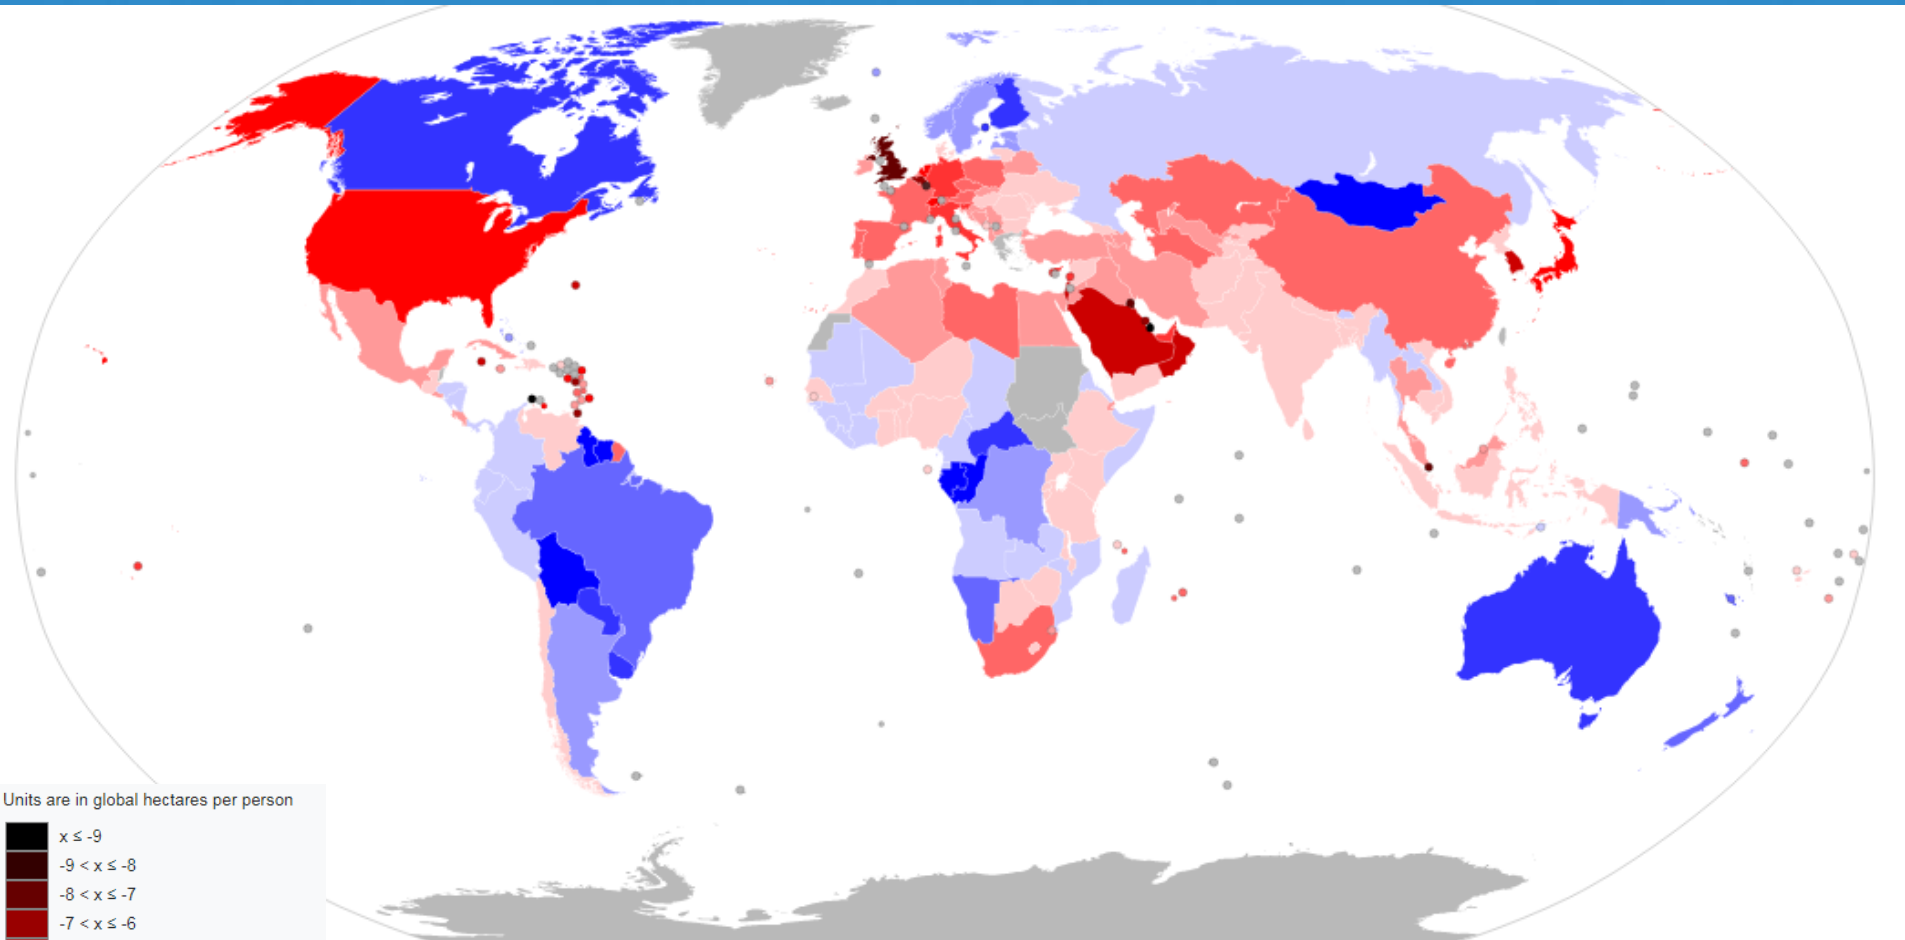 Units are in global hectares per person
x ≤ -9
-9 < x ≤ -8
-8 < x ≤ -7
-7 < x ≤ -6